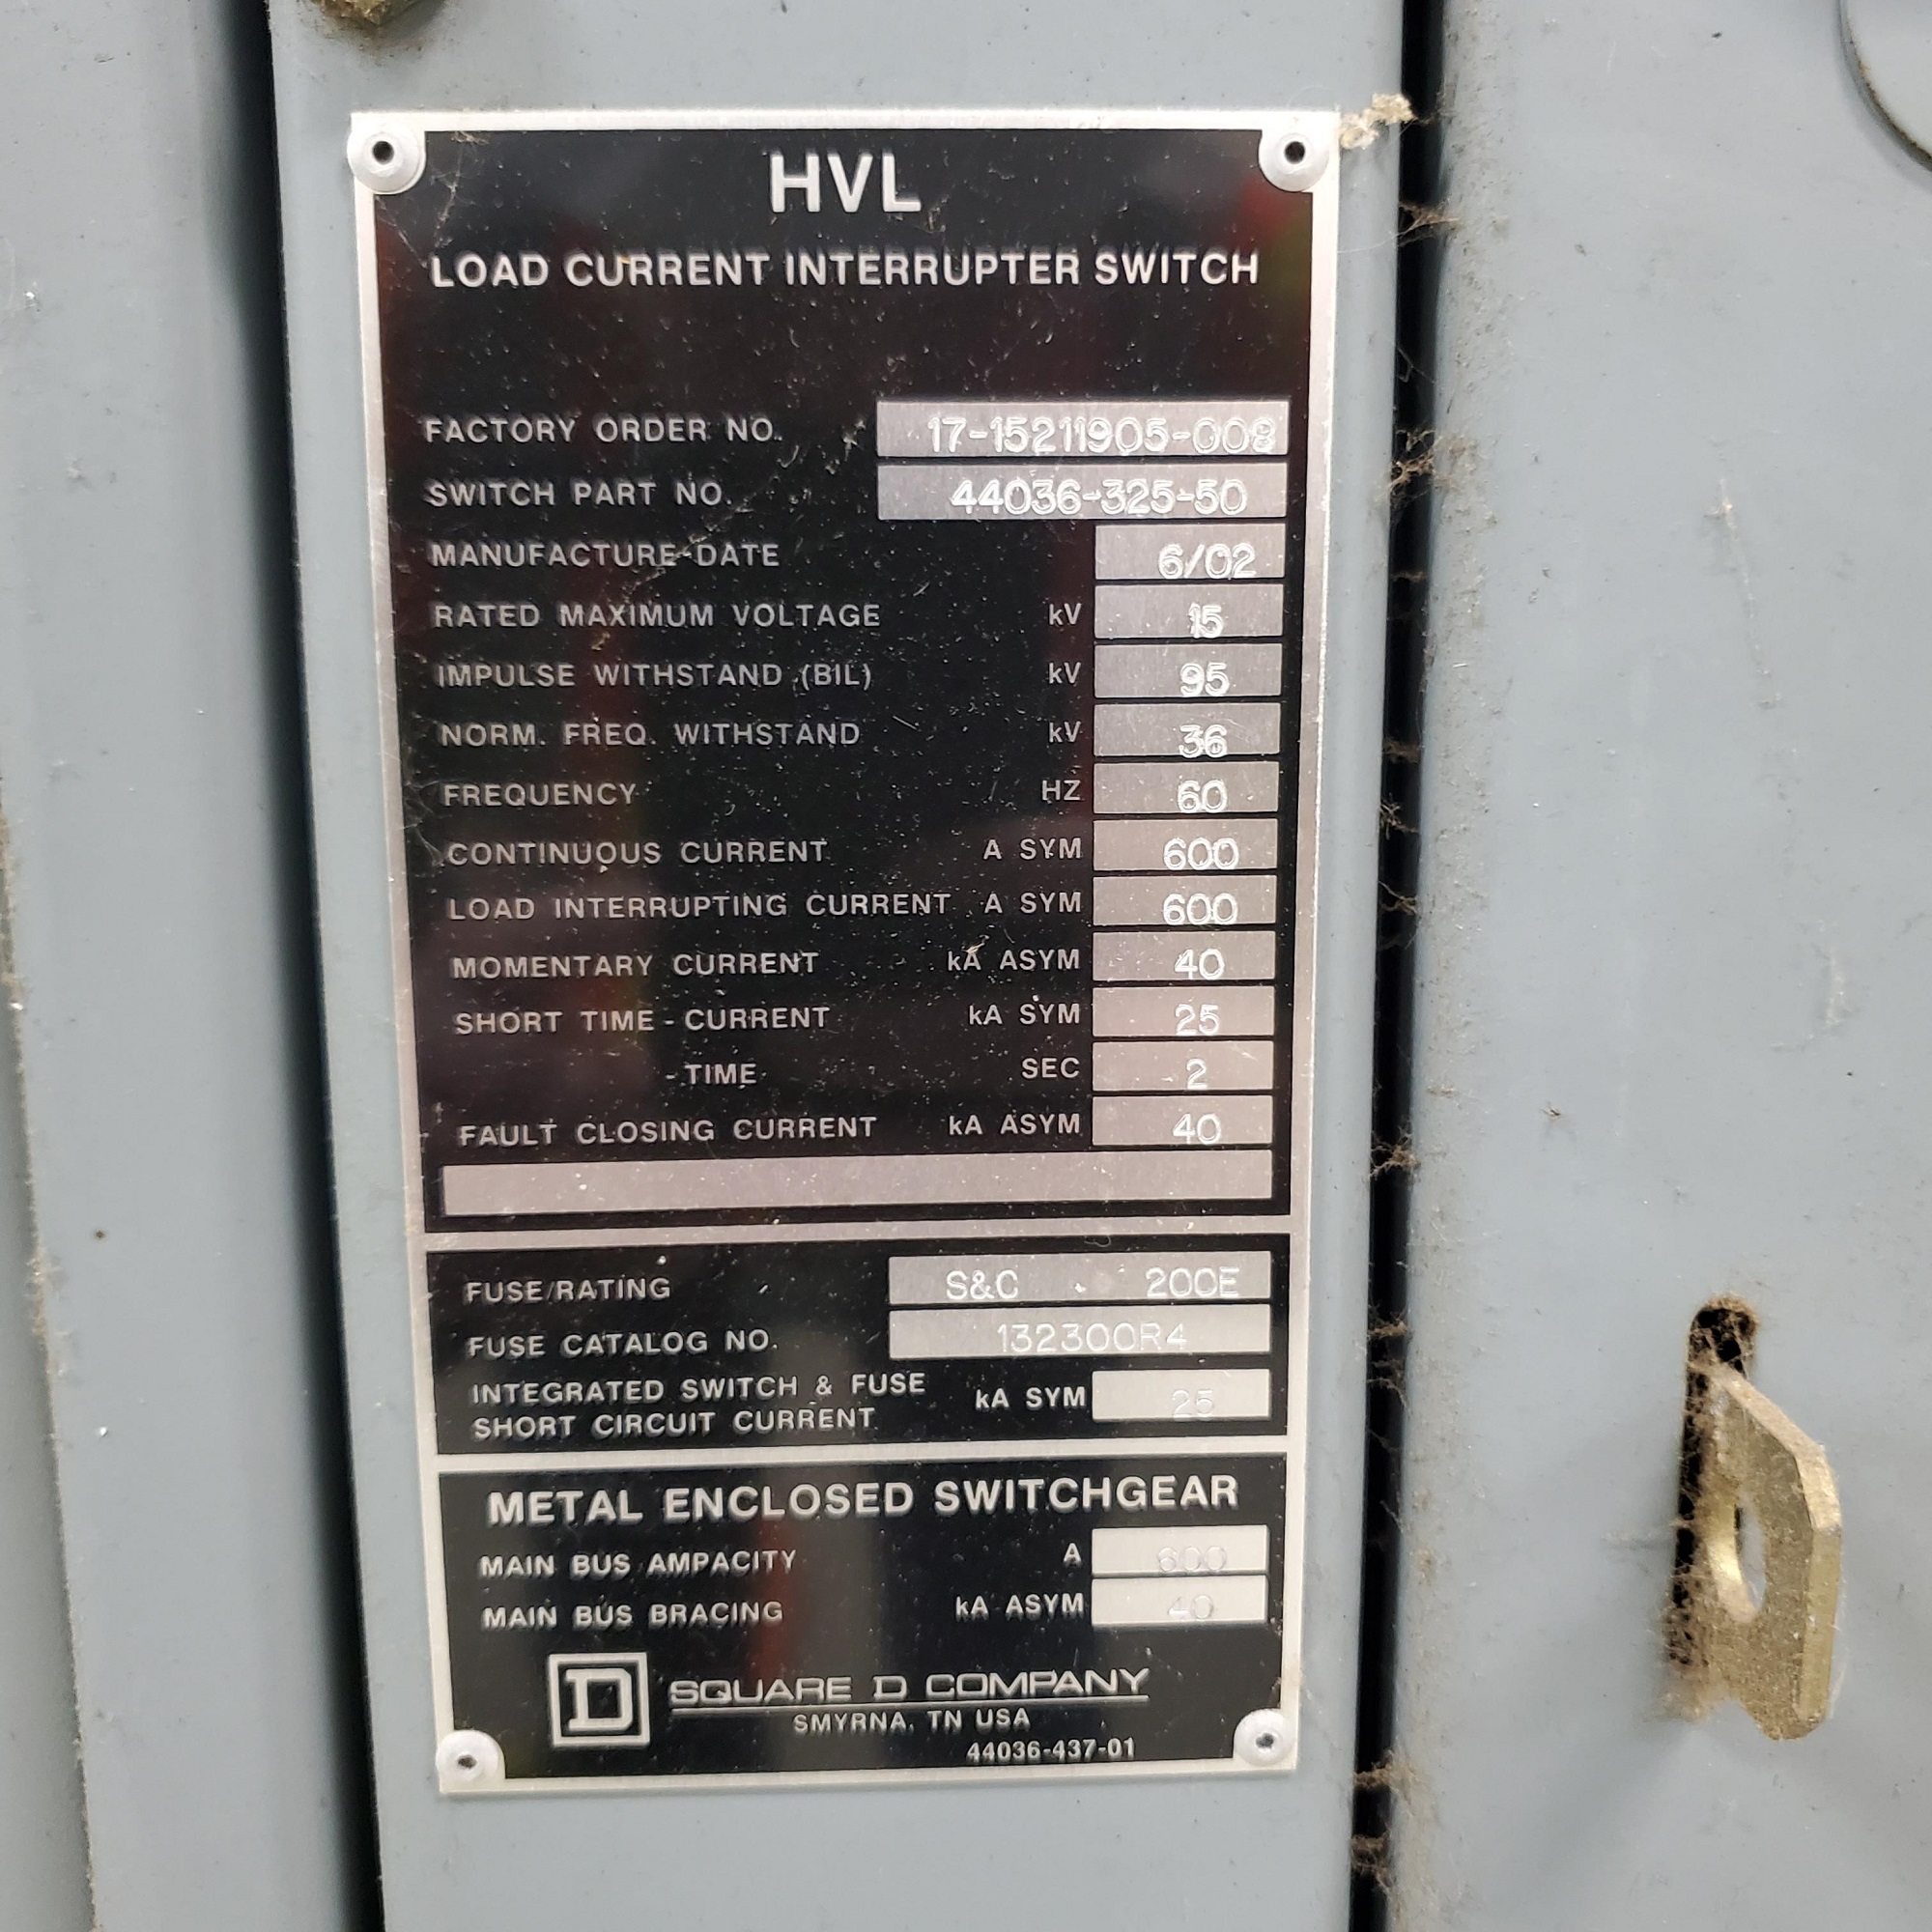 HVL
LOAD CURRENT INTERRUPTER SWITCH
FACTORY ORDER NO. 17-15211905-008
SWITCH PART NO. 44036-325-50
MANUFACTURE DATE 6/02
RATED MAXIMUM VOLTAGE kV 15
IMPULSE WITHSTAND (BIL) kV 95
NORM. FREQ. WITHSTAND kV 36
FREQUENCY HZ 60
CONTINUOUS CURRENT A SYM 600
LOAD INTERRUPTING CURRENT A SYM 600
MOMENTARY CURRENT kA ASYM 40
SHORT TIME - CURRENT kA SYM 25
- TIME SEC 2
FAULT CLOSING CURRENT kA ASYM 40
FUSE/RATING S&C - 200E
FUSE CATALOG NO. 132300R4
INTEGRATED SWITCH & FUSE
SHORT CIRCUIT CURRENT kA SYM 25
METAL ENCLOSED SWITCHGEAR
MAIN BUS AMPACITY A 600
MAIN BUS BRACING kA ASYM 40
D SQUARE D COMPANY
SMYRNA, TN USA
44036-437-01